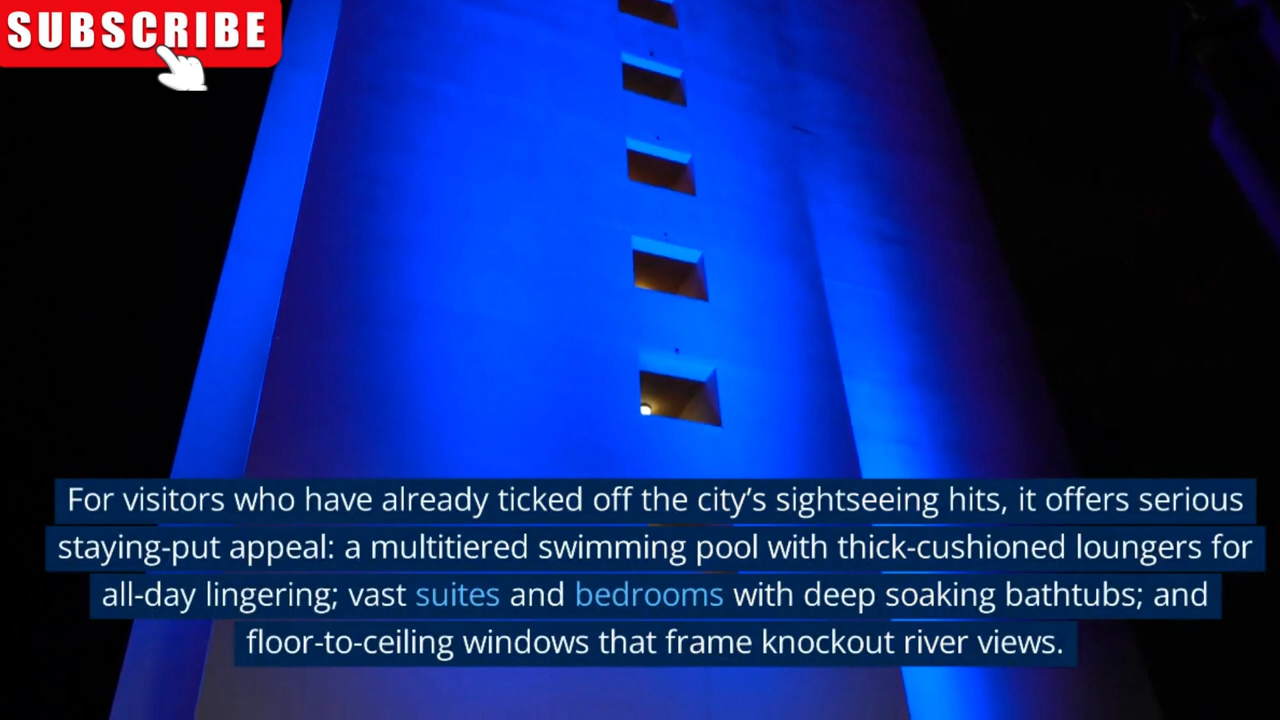 SUBSCRIBE
For visitors who have already ticked off the city’s sightseeing hits, it offers serious
staying-put appeal: a multitiered swimming pool with thick-cushioned loungers for
all-day lingering; vast suites and bedrooms with deep soaking bathtubs; and
floor-to-ceiling windows that frame knockout river views.